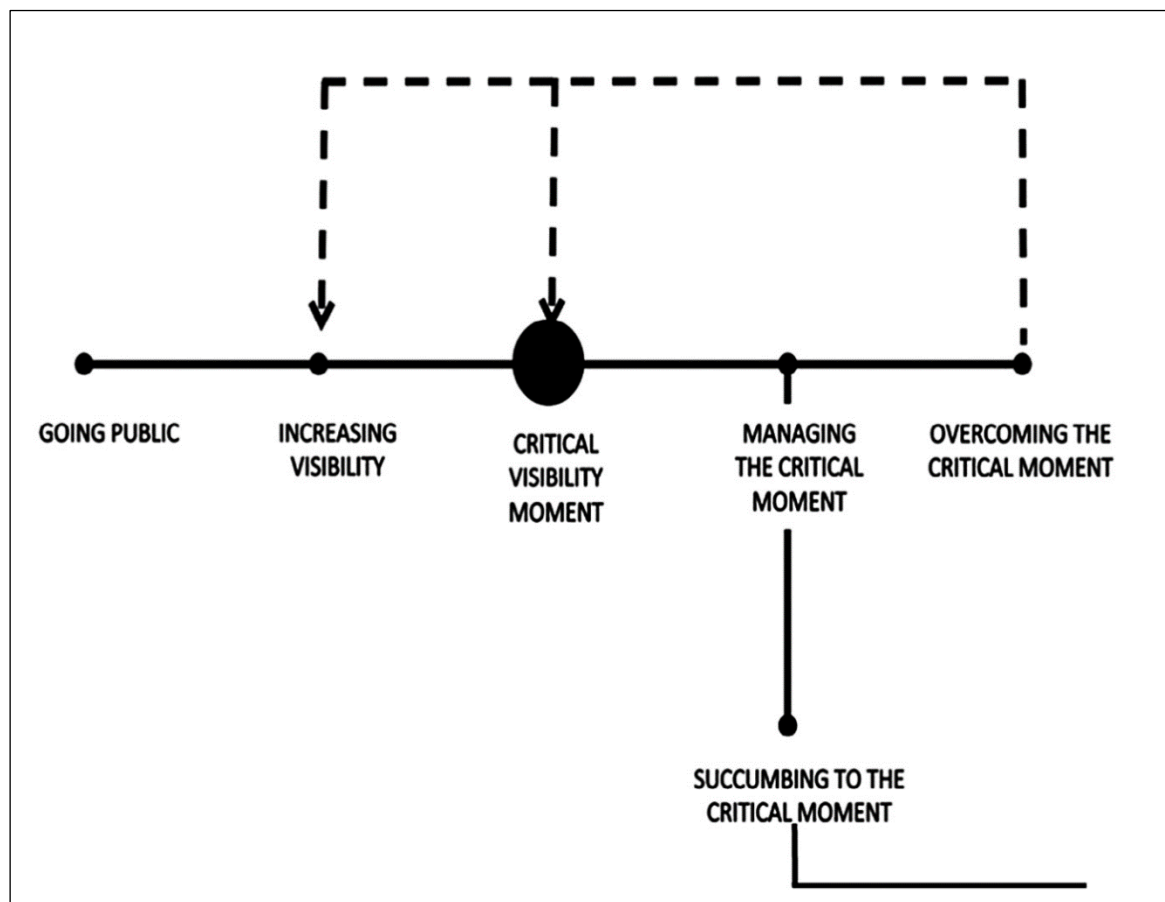 GOING PUBLIC
INCREASING
VISIBILITY
CRITICAL
VISIBILITY
MOMENT
MANAGING
THE CRITICAL
MOMENT
OVERCOMING THE
CRITICAL MOMENT
SUCCUMBING TO THE
CRITICAL MOMENT